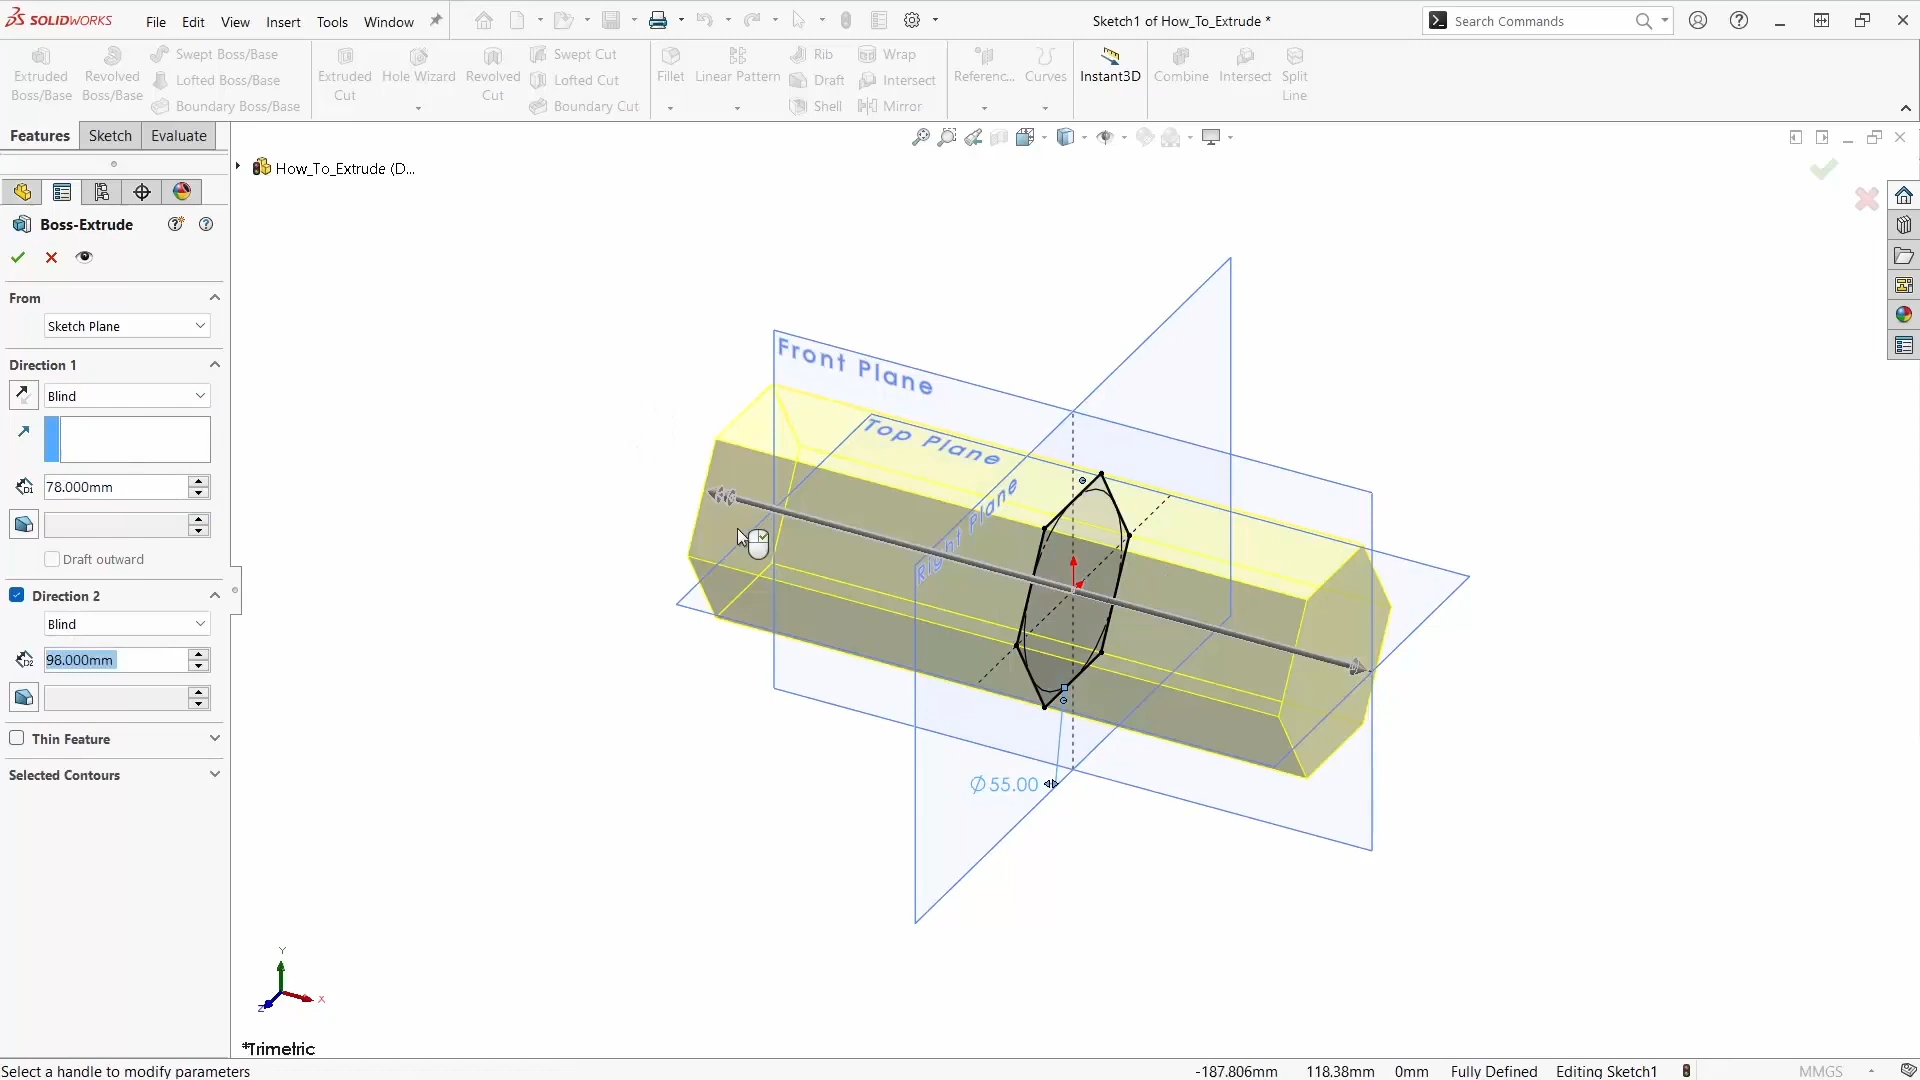 SOLIDWORKS File Edit View Insert Tools Window Sketch1 of How_To_Extrude * Search Commands
Extruded Boss/Base Revolved Boss/Base Swept Boss/Base Lofted Boss/Base Boundary Boss/Base Extruded Cut Hole Wizard Revolved Cut Swept Cut Lofted Cut Boundary Cut Fillet Linear Pattern Rib Draft Shell Wrap Intersect Mirror Referenc... Curves Instant3D Combine Intersect Split Line
Features Sketch Evaluate
How_To_Extrude (D...
Boss-Extrude
From
Sketch Plane
Direction 1
Blind
D1 78.000mm
Draft outward
Direction 2
Blind
D2 98.000mm
Thin Feature
Selected Contours
Front Plane
Top Plane
Right Plane
∅55.00
Y
X
Z
*Trimetric
Select a handle to modify parameters -187.806mm 118.38mm 0mm Fully Defined Editing Sketch1 MMGS